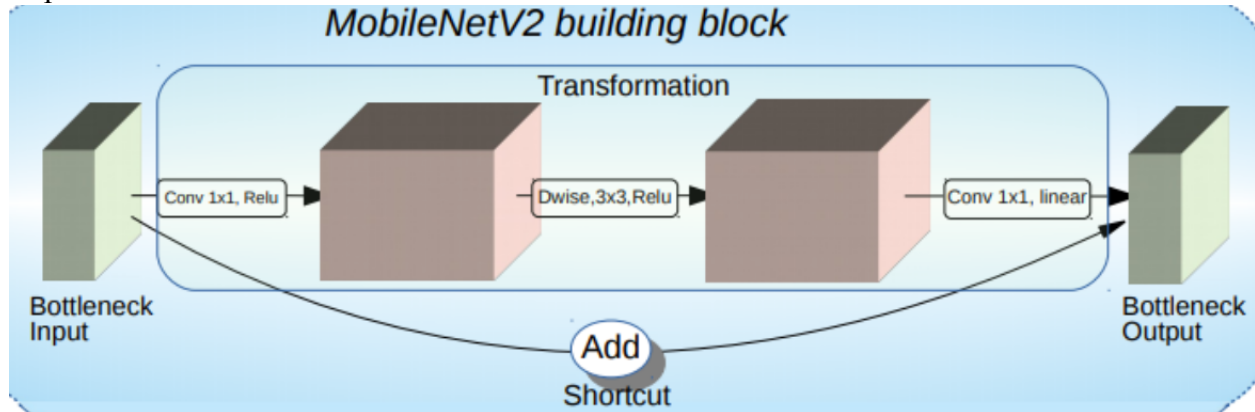 MobileNetV2 building block
Transformation
Conv 1x1, Relu
Dwise,3x3,Relu
Conv 1x1, linear
Bottleneck
Input
Bottleneck
Output
Add
Shortcut